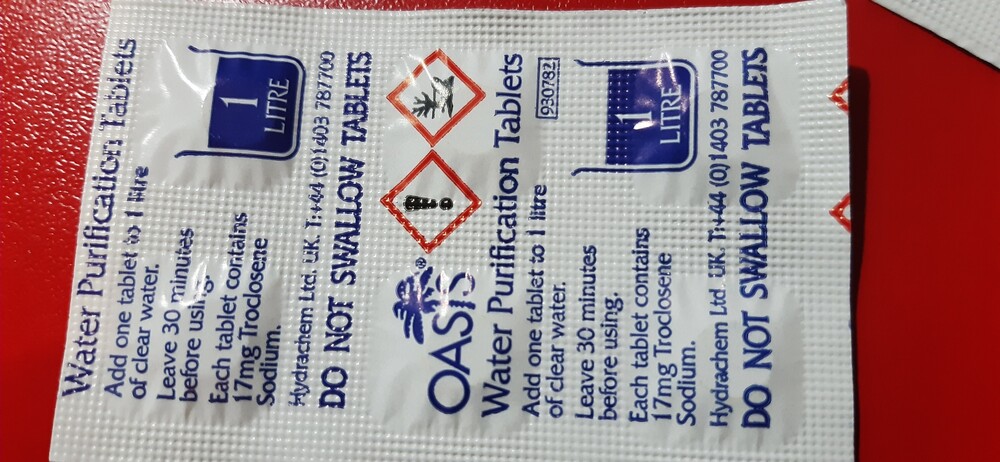 Water Purification Tablets
Add one tablet to 1 litre
of clear water.
Leave 30 minutes
before using.
Each tablet contains
17mg Troclosene
Sodium.
1
LITRE
Hydrachem Ltd. UK. T:+44 (0)1403 787700
DO NOT SWALLOW TABLETS
OASIS®
Water Purification Tablets
Add one tablet to 1 litre
of clear water.
Leave 30 minutes
before using.
Each tablet contains
17mg Troclosene
Sodium.
930782
1
LITRE
Hydrachem Ltd. UK. T:+44 (0)1403 787700
DO NOT SWALLOW TABLETS